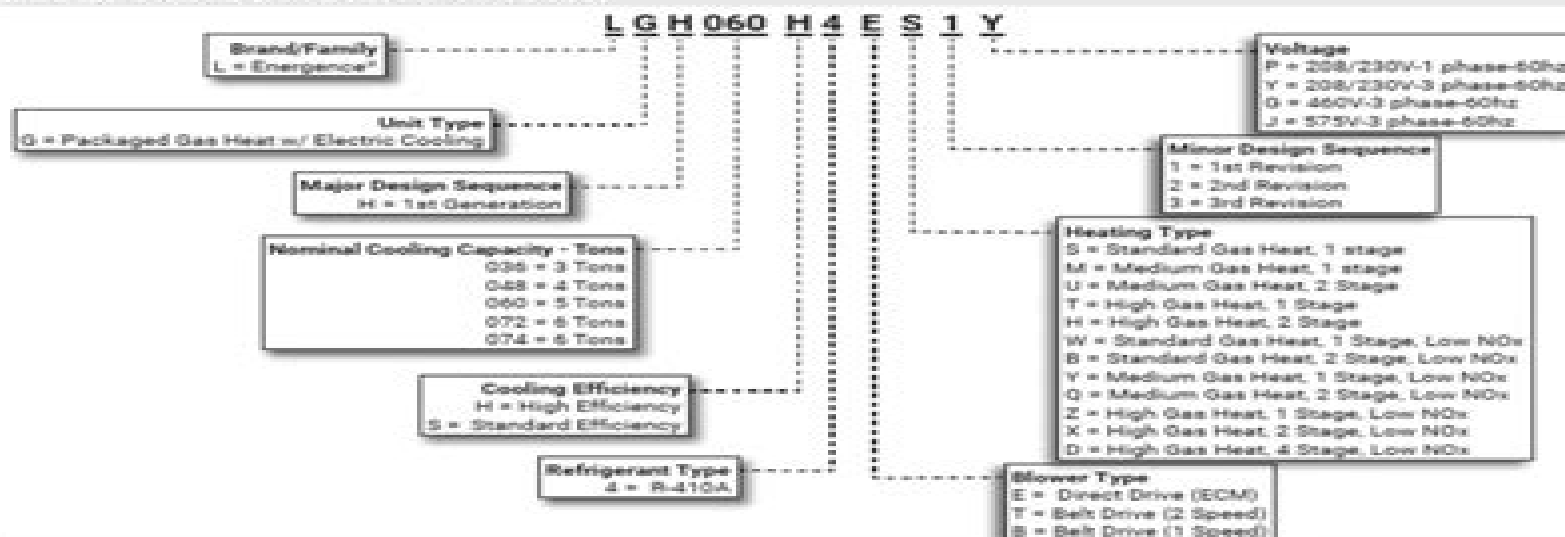 L G H 060 H 4 E S 1 Y
Brand/Family
L = Energence®
Unit Type
G = Packaged Gas Heat w/ Electric Cooling
Major Design Sequence
H = 1st Generation
Nominal Cooling Capacity - Tons
036 = 3 Tons
048 = 4 Tons
060 = 5 Tons
072 = 6 Tons
074 = 6 Tons
Cooling Efficiency
H = High Efficiency
S = Standard Efficiency
Refrigerant Type
4 = R-410A
Voltage
P = 208/230V-1 phase-60hz
Y = 208/230V-3 phase-60hz
G = 460V-3 phase-60hz
J = 575V-3 phase-60hz
Minor Design Sequence
1 = 1st Revision
2 = 2nd Revision
3 = 3rd Revision
Heating Type
S = Standard Gas Heat, 1 stage
M = Medium Gas Heat, 1 stage
U = Medium Gas Heat, 2 Stage
T = High Gas Heat, 1 Stage
H = High Gas Heat, 2 Stage
W = Standard Gas Heat, 1 Stage, Low NOx
B = Standard Gas Heat, 2 Stage, Low NOx
Y = Medium Gas Heat, 1 Stage, Low NOx
Q = Medium Gas Heat, 2 Stage, Low NOx
Z = High Gas Heat, 1 Stage, Low NOx
X = High Gas Heat, 2 Stage, Low NOx
D = High Gas Heat, 4 Stage, Low NOx
Blower Type
E = Direct Drive (ECM)
T = Belt Drive (2 Speed)
B = Belt Drive (1 Speed)